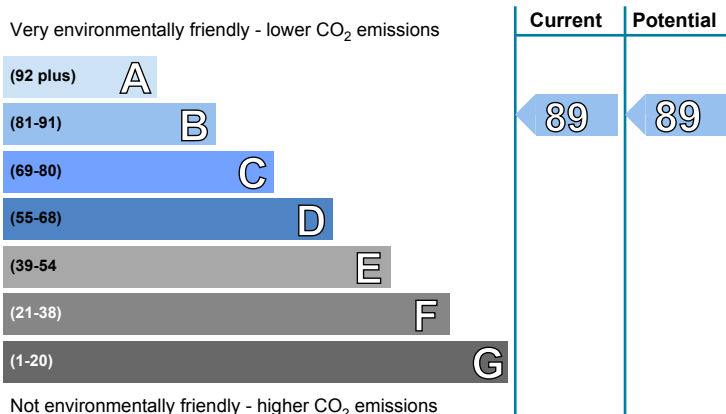 Very environmentally friendly - lower CO₂ emissions
Current Potential
(92 plus) A
(81-91) B
89 89
(69-80) C
(55-68) D
(39-54 E
(21-38) F
(1-20) G
Not environmentally friendly - higher CO₂ emissions